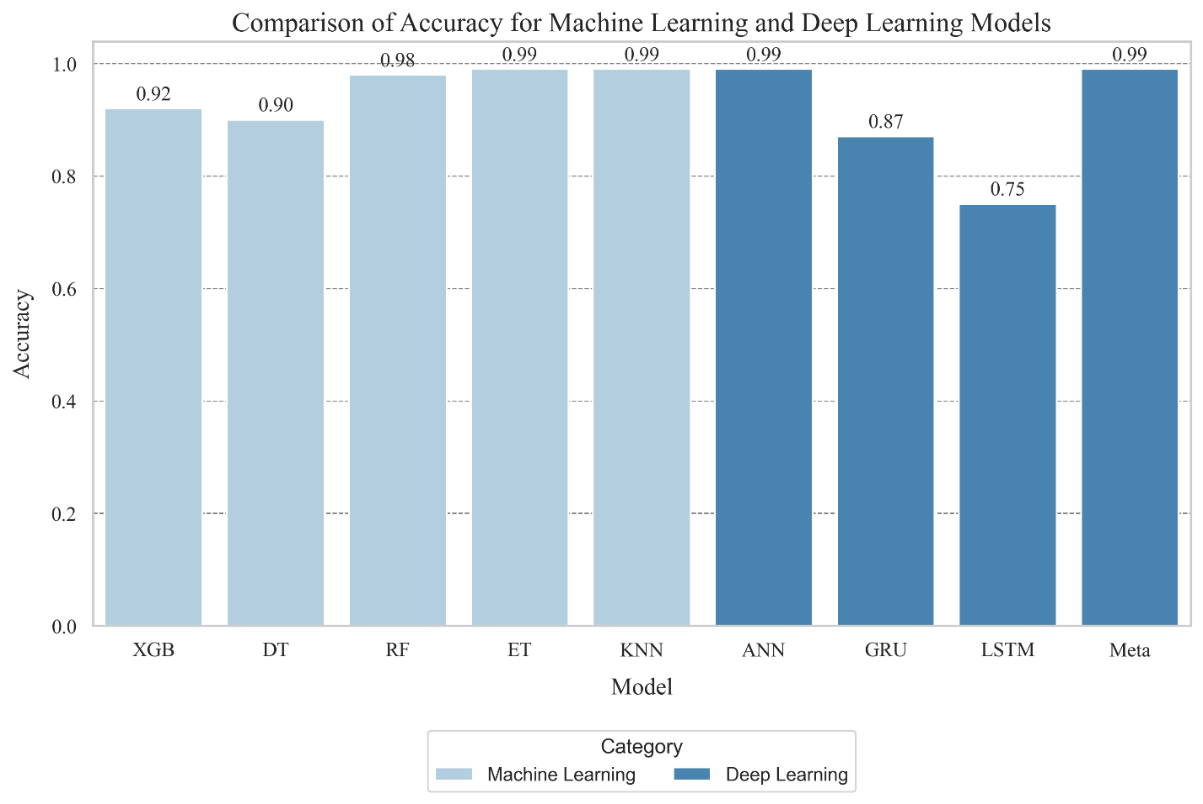 Comparison of Accuracy for Machine Learning and Deep Learning Models
1.0
0.8
0.6
0.4
0.2
0.0
Accuracy
0.92
0.90
0.98
0.99
0.99
0.99
0.87
0.75
0.99
XGB DT RF ET KNN ANN GRU LSTM Meta
Model
Category
Machine Learning Deep Learning